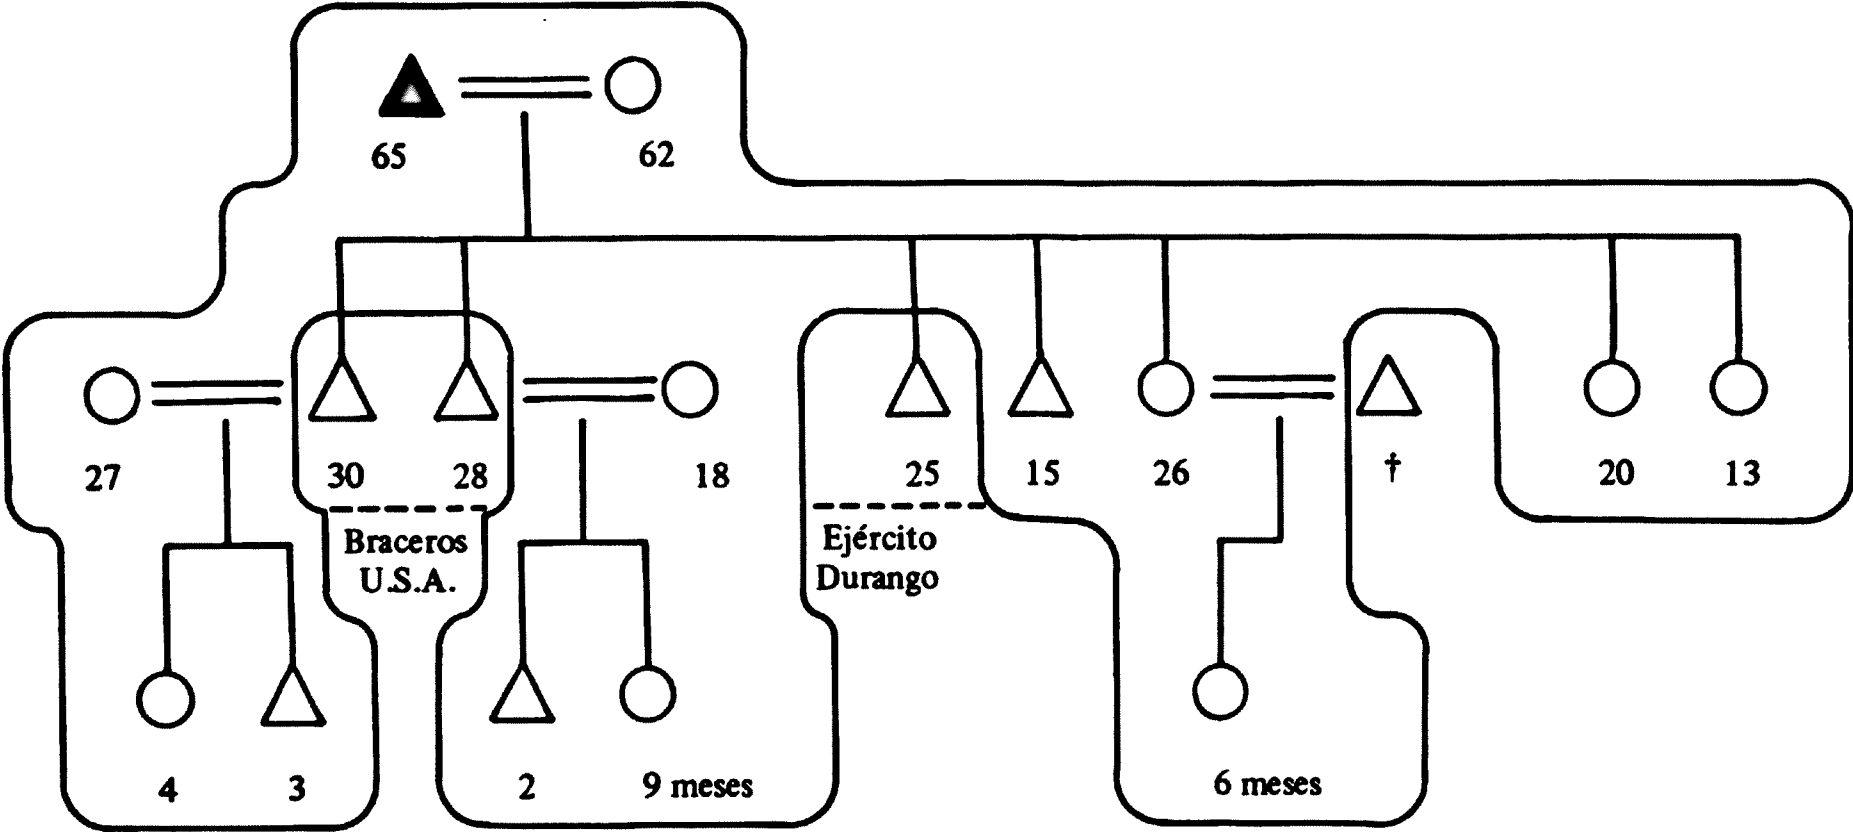 65 62
27 30 28 18 25 15 26 † 20 13
Braceros
U.S.A.
Ejército
Durango
4 3 2 9 meses 6 meses